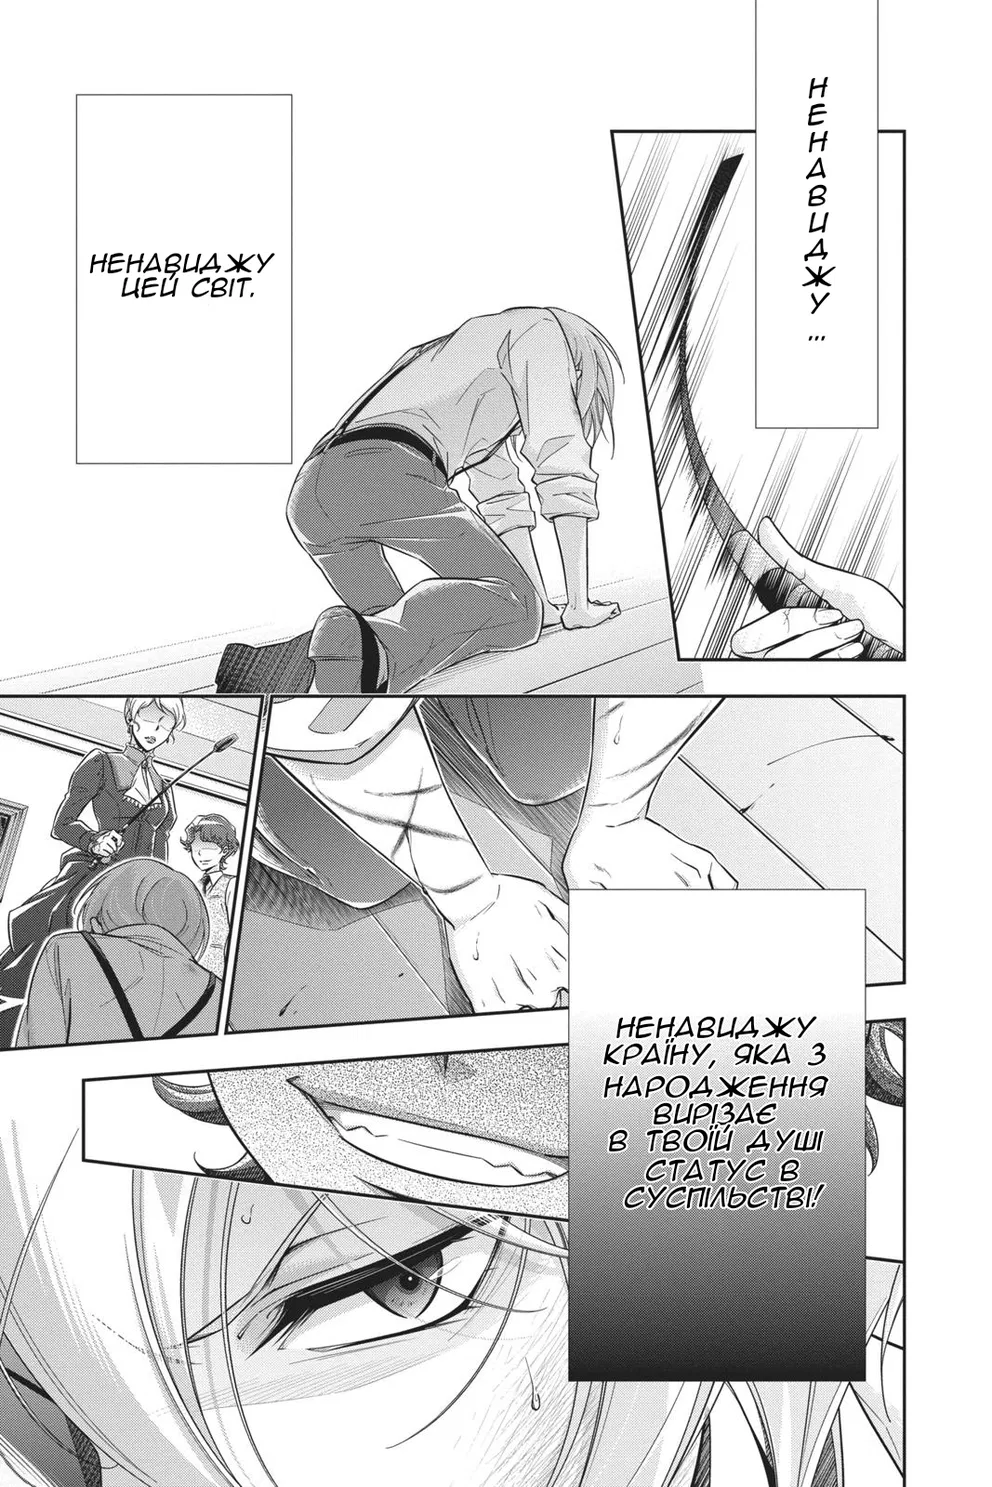 НЕНАВИДЖУ...
НЕНАВИДЖУ
ЦЕЙ СВІТ.
НЕНАВИДЖУ
КРАЇНУ, ЯКА З
НАРОДЖЕННЯ
ВИРІЗАЄ
В ТВОЇЙ ДУШІ
СТАТУС В
СУСПІЛЬСТВІ!